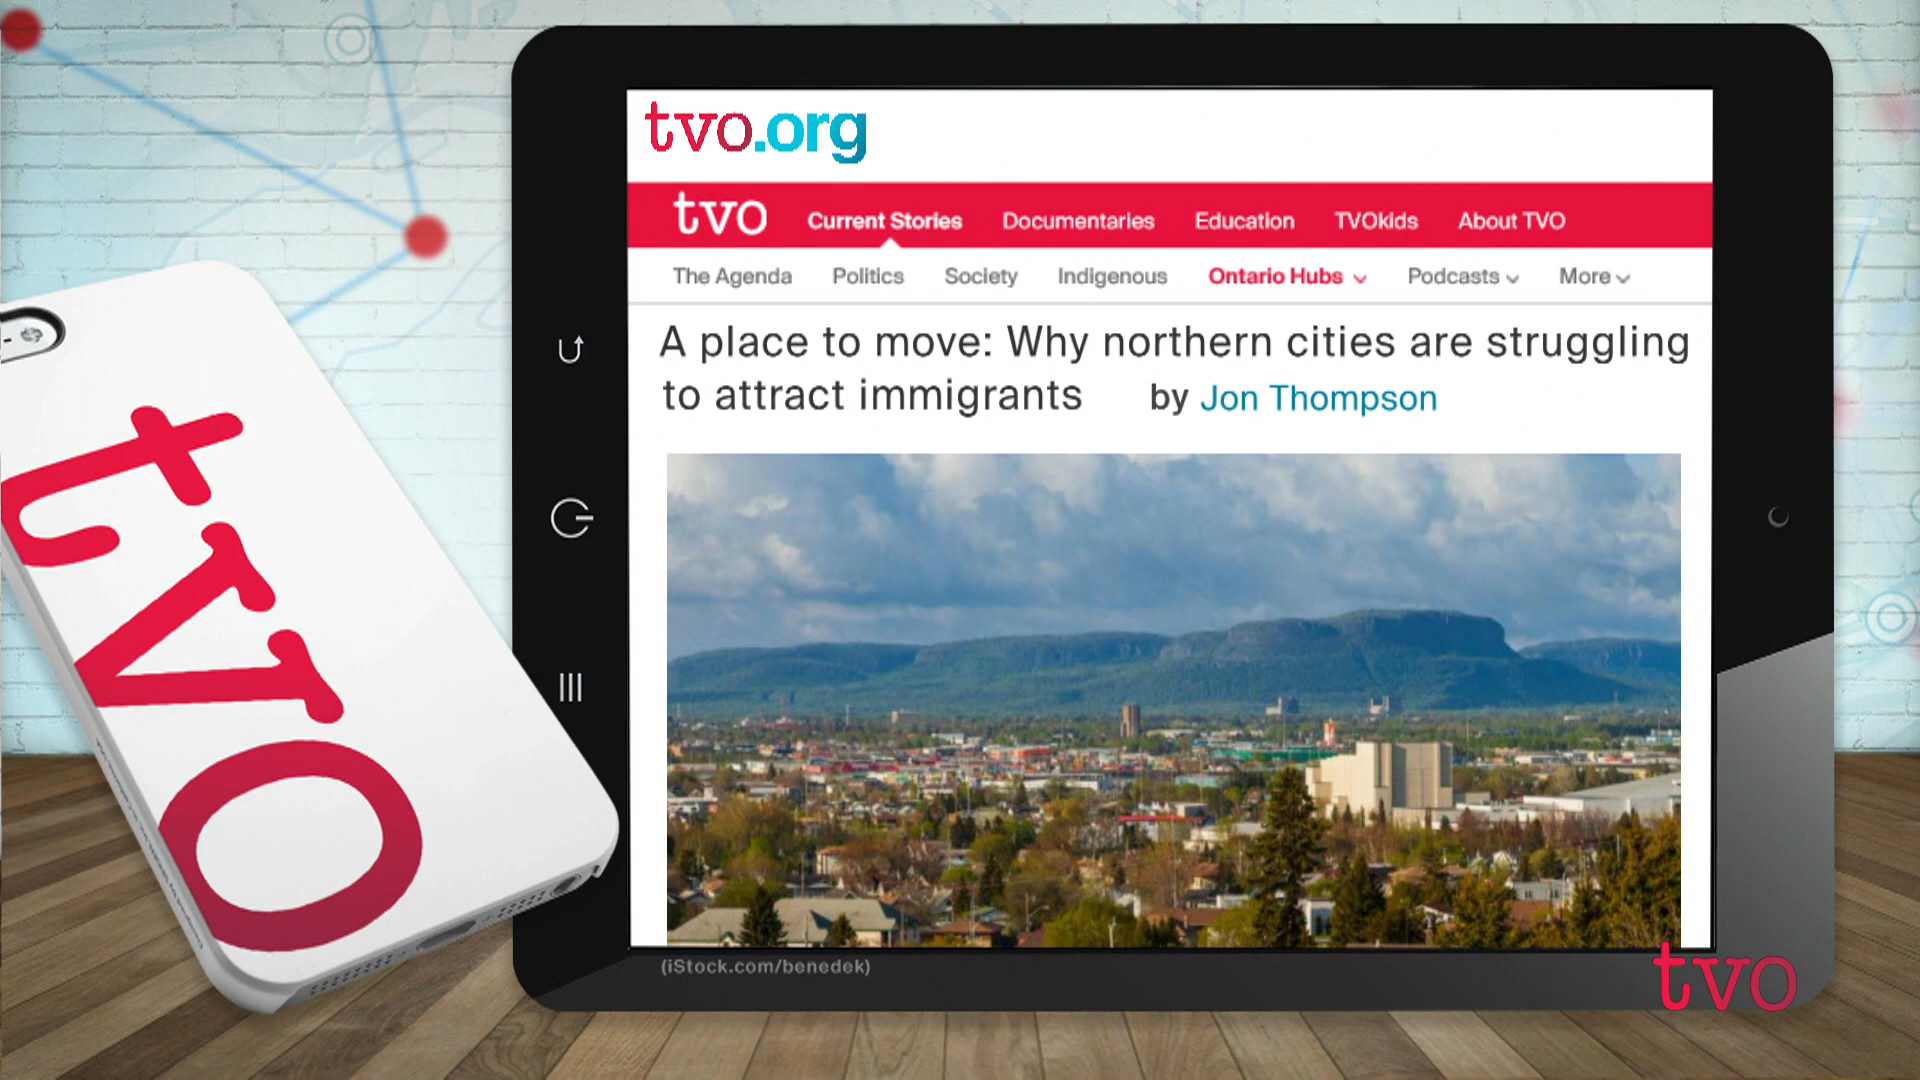 tvo.org
tvo Current Stories Documentaries Education TVOkids About TVO
The Agenda Politics Society Indigenous Ontario Hubs Podcasts More
A place to move: Why northern cities are struggling
to attract immigrants by Jon Thompson
(iStock.com/benedek)
tvo
tvo